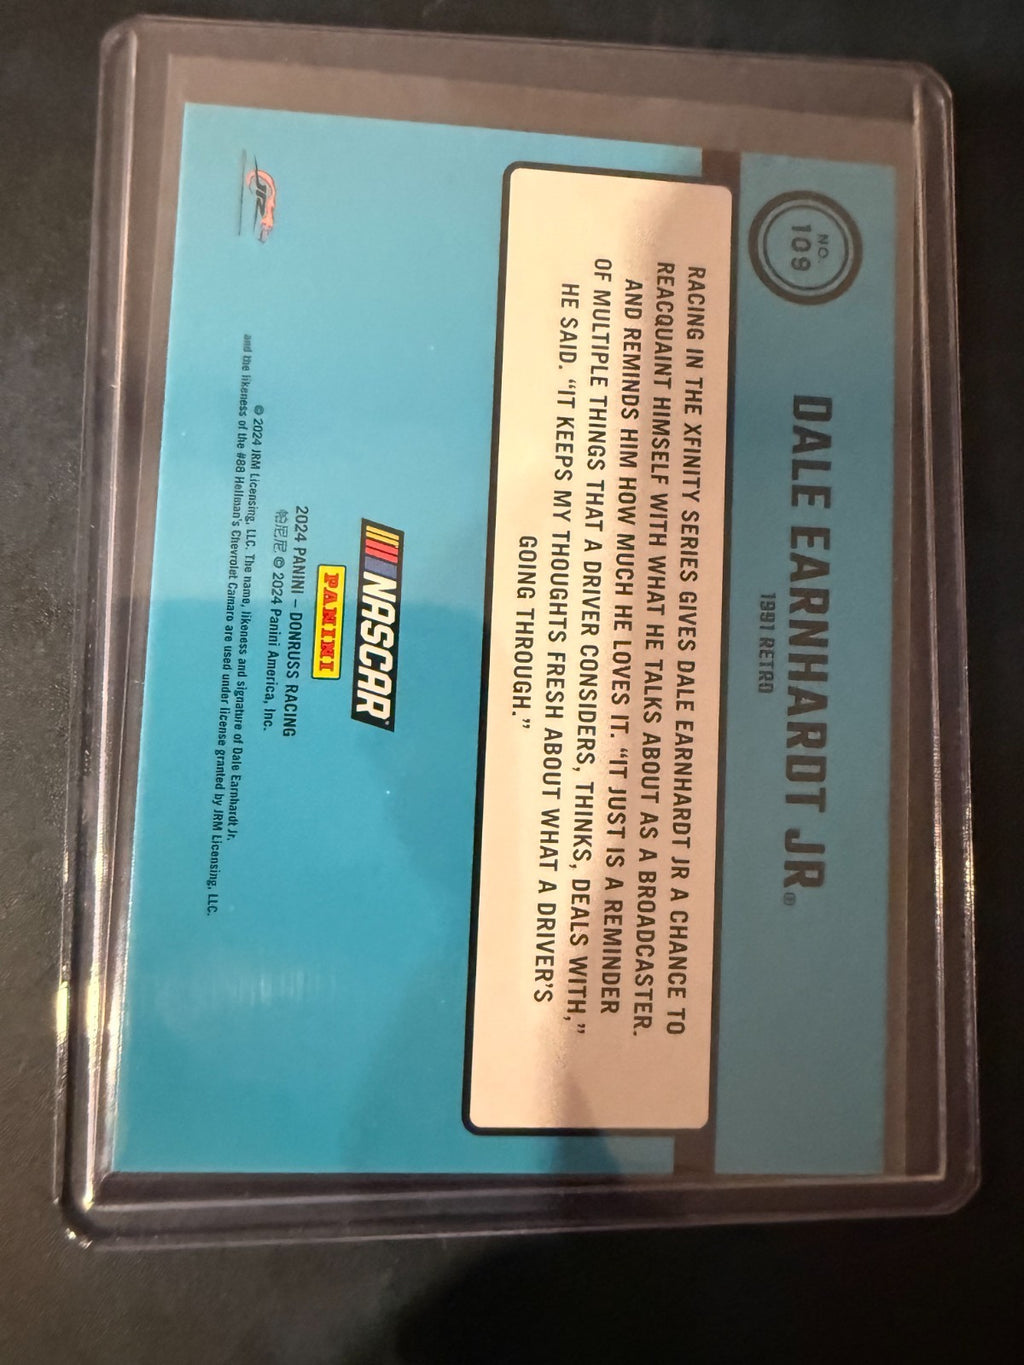 NO.
109
DALE EARNHARDT JR®
1991 RETRO
RACING IN THE XFINITY SERIES GIVES DALE EARNHARDT JR A CHANCE TO
REACQUAINT HIMSELF WITH WHAT HE TALKS ABOUT AS A BROADCASTER.
AND REMINDS HIM HOW MUCH HE LOVES IT. “IT JUST IS A REMINDER
OF MULTIPLE THINGS THAT A DRIVER CONSIDERS, THINKS, DEALS WITH,”
HE SAID. “IT KEEPS MY THOUGHTS FRESH ABOUT WHAT A DRIVER’S
GOING THROUGH.”
NASCAR
PANINI
2024 PANINI – DONRUSS RACING
帕尼尼 © 2024 Panini America, Inc.
© 2024 JRM Licensing, LLC. The name, likeness and signature of Dale Earnhardt Jr.
and the likeness of the #88 Hellman's Chevrolet Camaro are used under license granted by JRM Licensing, LLC.
JR